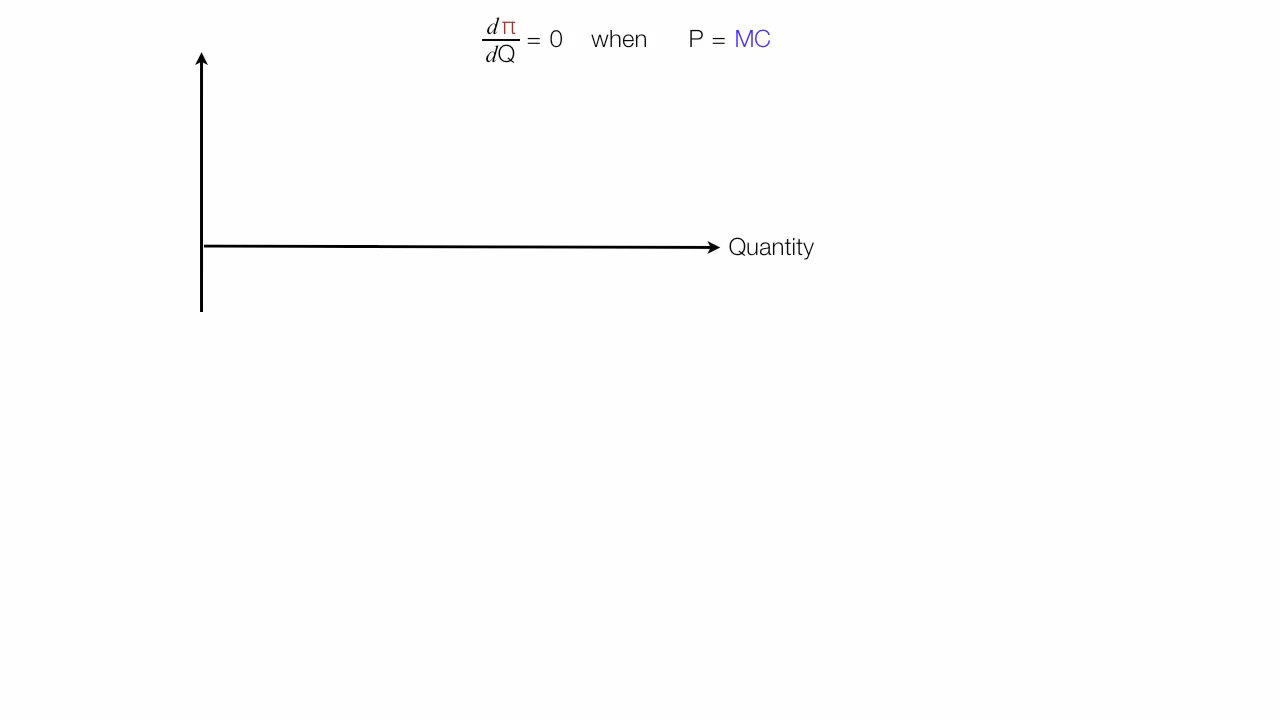 dπ/dQ = 0 when P = MC
Quantity